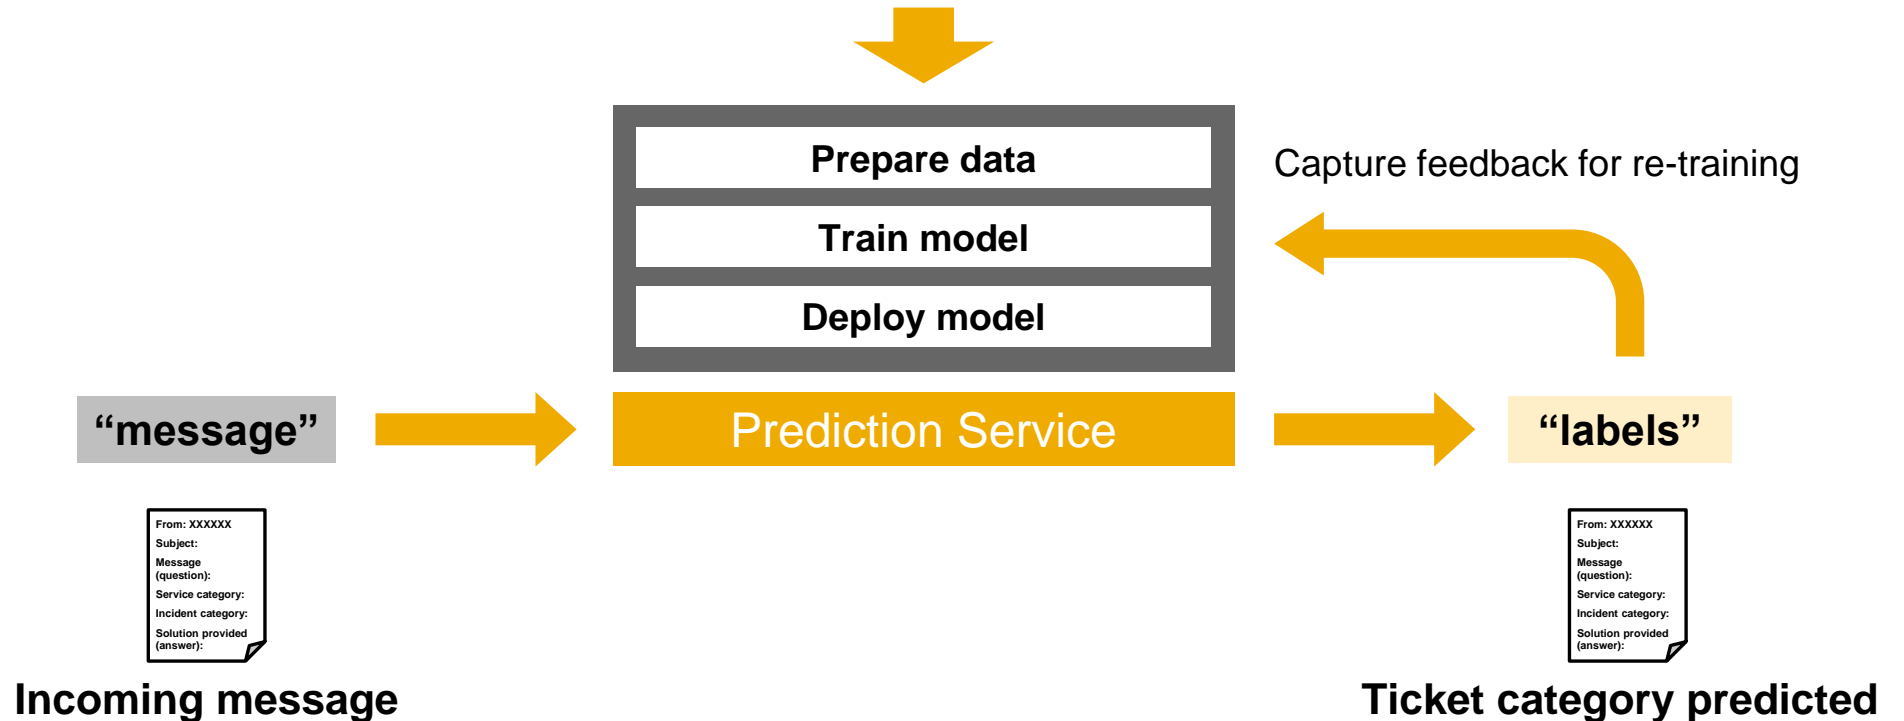 Prepare data
Capture feedback for re-training
Train model
Deploy model
“message”
Prediction Service
“labels”
From: XXXXXX
Subject:
Message
(question):
Service category:
Incident category:
Solution provided
(answer):
From: XXXXXX
Subject:
Message
(question):
Service category:
Incident category:
Solution provided
(answer):
Incoming message
Ticket category predicted